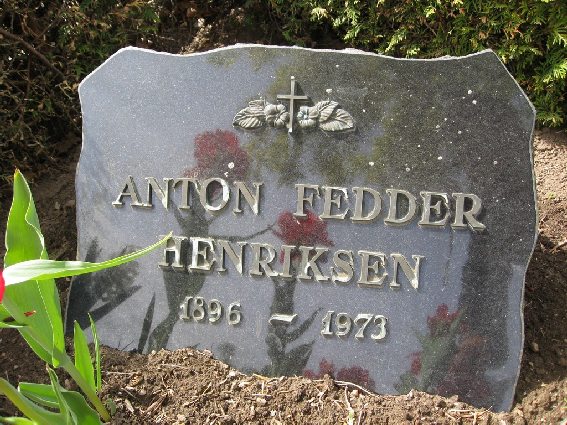 ANTON FEDDER
HENRIKSEN
1896 ~ 1973